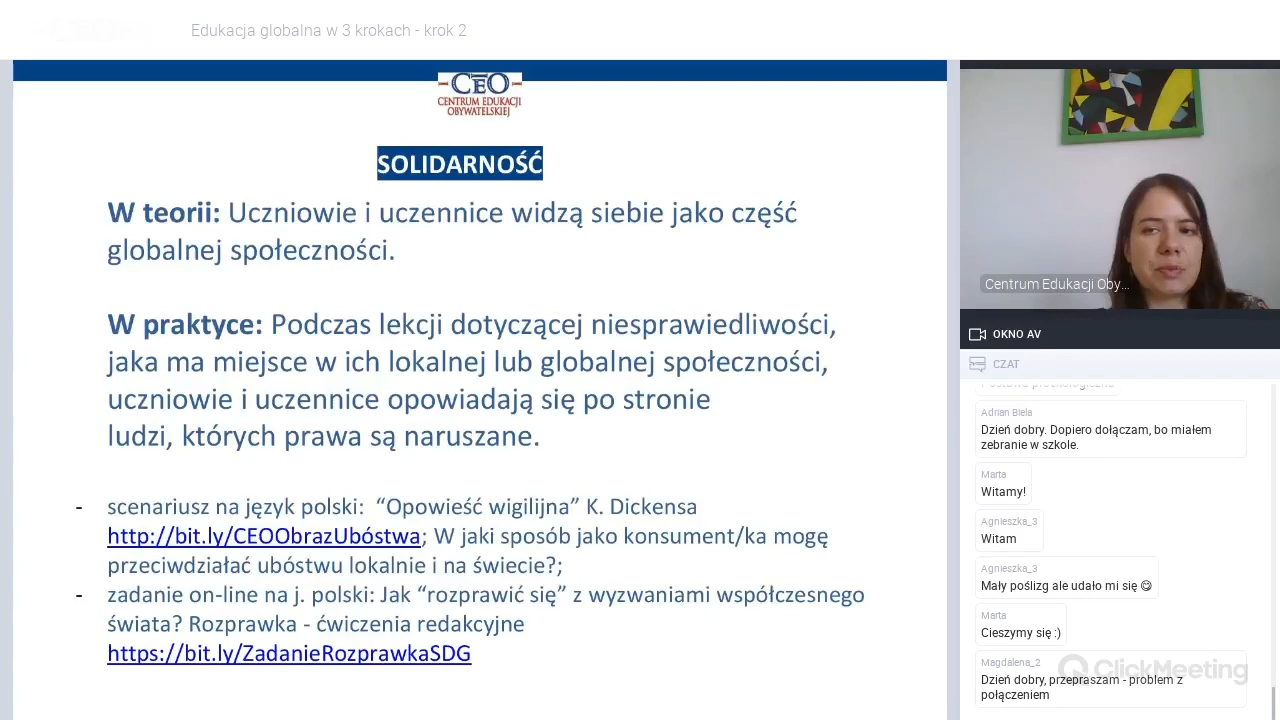 Edukacja globalna w 3 krokach - krok 2
CEO
CENTRUM EDUKACJI
OBYWATELSKIEJ
SOLIDARNOŚĆ
W teorii: Uczniowie i uczennice widzą siebie jako część
globalnej społeczności.
W praktyce: Podczas lekcji dotyczącej niesprawiedliwości,
jaka ma miejsce w ich lokalnej lub globalnej społeczności,
uczniowie i uczennice opowiadają się po stronie
ludzi, których prawa są naruszane.
- scenariusz na język polski: “Opowieść wigilijna” K. Dickensa
http://bit.ly/CEOObrazUbóstwa; W jaki sposób jako konsument/ka mogę
przeciwdziałać ubóstwu lokalnie i na świecie?;
- zadanie on-line na j. polski: Jak “rozprawić się” z wyzwaniami współczesnego
świata? Rozprawka - ćwiczenia redakcyjne
https://bit.ly/ZadanieRozprawkaSDG
Centrum Edukacji Oby...
OKNO AV
CZAT
Adrian Biela
Dzień dobry. Dopiero dołączam, bo miałem
zebranie w szkole.
Marta
Witamy!
Agnieszka_3
Witam
Agnieszka_3
Mały poślizg ale udało mi się 😋
Marta
Cieszymy się :)
Magdalena_2
Dzień dobry, przepraszam - problem z
połączeniem
ClickMeeting